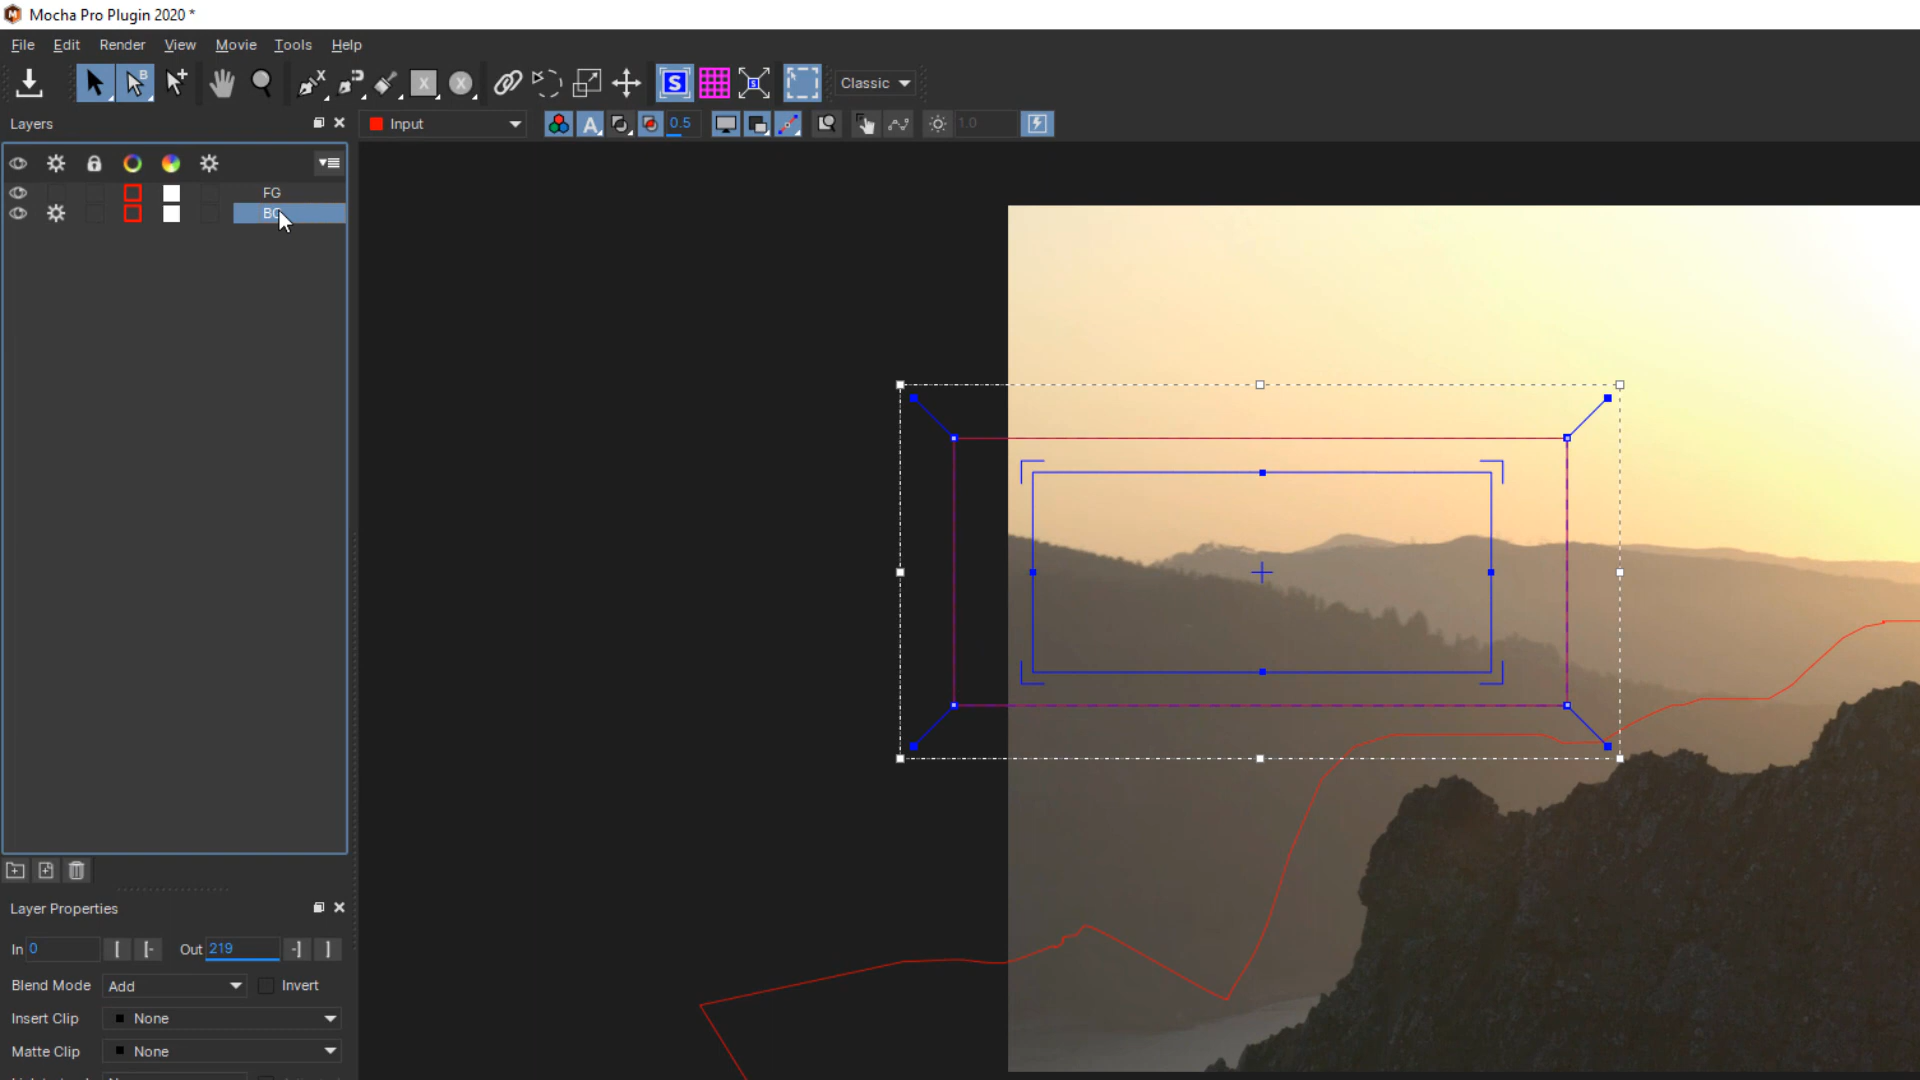 Mocha Pro Plugin 2020 *
File Edit Render View Movie Tools Help
Classic
Layers
Input
0.5
1.0
FG
BG
Layer Properties
In 0 Out 219
Blend Mode Add Invert
Insert Clip None
Matte Clip None